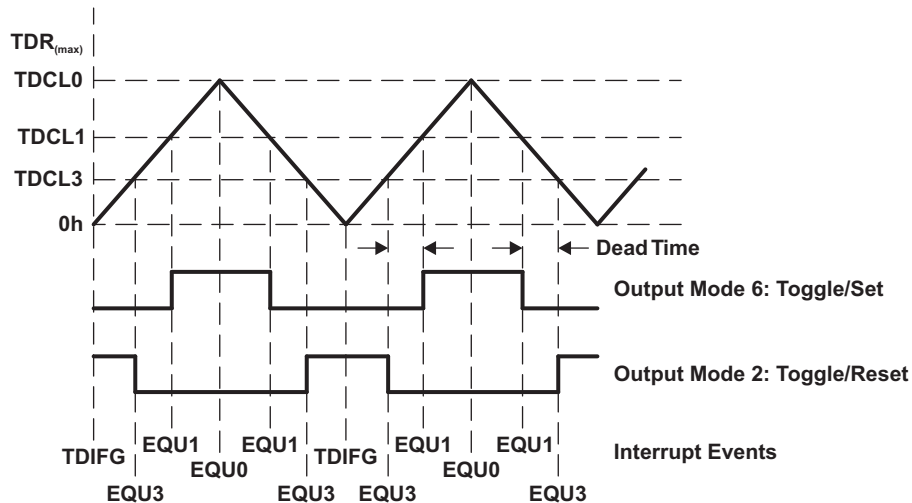 TDR(max)
TDCL0
TDCL1
TDCL3
0h
Dead Time
Output Mode 6: Toggle/Set
Output Mode 2: Toggle/Reset
EQU1 EQU1 EQU1 EQU1
TDIFG TDIFG Interrupt Events
EQU0 EQU0
EQU3 EQU3 EQU3 EQU3